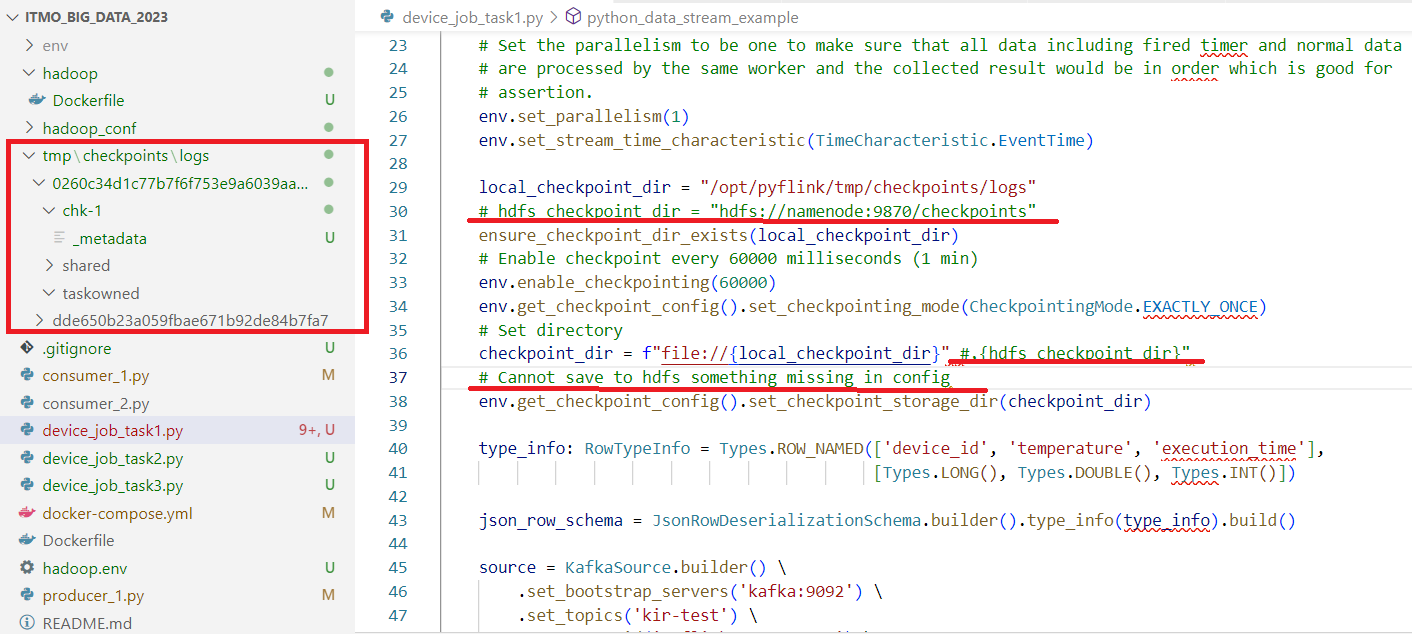 ITMO_BIG_DATA_2023
env
hadoop
Dockerfile U
hadoop_conf
tmp\checkpoints\logs
0260c34d1c77b7f6f753e9a6039aa...
chk-1
_metadata U
shared
taskowned
dde650b23a059fbae671b92de84b7fa7
.gitignore U
consumer_1.py M
consumer_2.py
device_job_task1.py 9+, U
device_job_task2.py U
device_job_task3.py U
docker-compose.yml M
Dockerfile
hadoop.env U
producer_1.py M
README.md
device_job_task1.py > python_data_stream_example
23 # Set the parallelism to be one to make sure that all data including fired timer and normal data
24 # are processed by the same worker and the collected result would be in order which is good for
25 # assertion.
26 env.set_parallelism(1)
27 env.set_stream_time_characteristic(TimeCharacteristic.EventTime)
28
29 local_checkpoint_dir = "/opt/pyflink/tmp/checkpoints/logs"
30 # hdfs_checkpoint_dir = "hdfs://namenode:9870/checkpoints"
31 ensure_checkpoint_dir_exists(local_checkpoint_dir)
32 # Enable checkpoint every 60000 milliseconds (1 min)
33 env.enable_checkpointing(60000)
34 env.get_checkpoint_config().set_checkpointing_mode(CheckpointingMode.EXACTLY_ONCE)
35 # Set directory
36 checkpoint_dir = f"file://{local_checkpoint_dir}" #,{hdfs_checkpoint_dir}"
37 # Cannot save to hdfs something missing in config
38 env.get_checkpoint_config().set_checkpoint_storage_dir(checkpoint_dir)
39
40 type_info: RowTypeInfo = Types.ROW_NAMED(['device_id', 'temperature', 'execution_time'],
41 [Types.LONG(), Types.DOUBLE(), Types.INT()])
42
43 json_row_schema = JsonRowDeserializationSchema.builder().type_info(type_info).build()
44
45 source = KafkaSource.builder() \
46 .set_bootstrap_servers('kafka:9092') \
47 .set_topics('kir-test') \